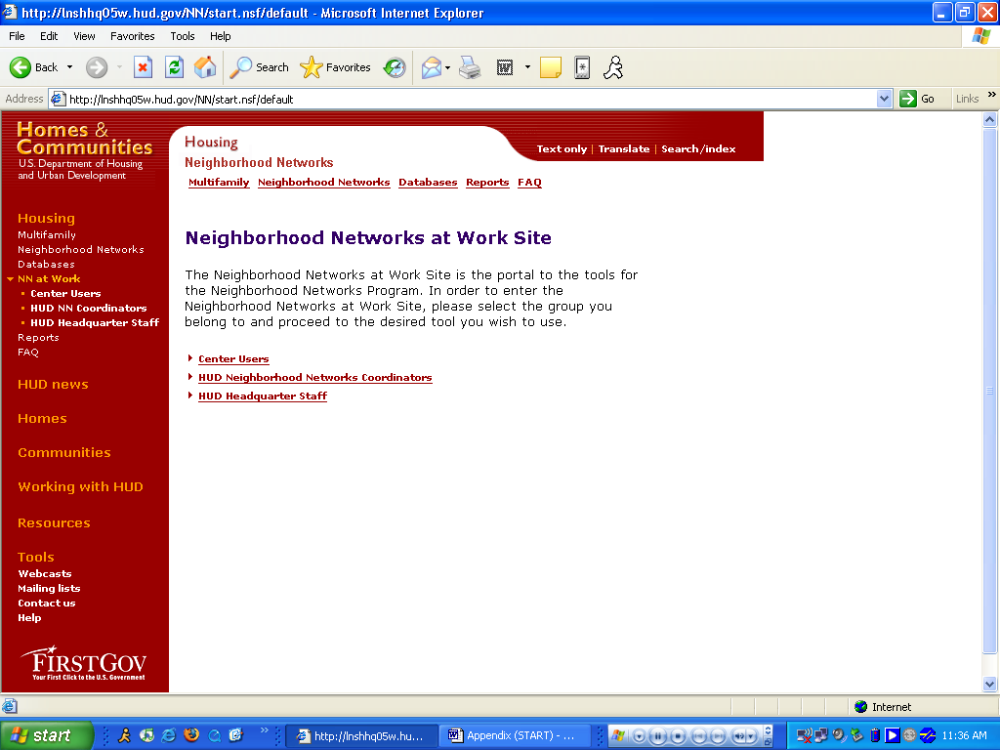 http://lnshhq05w.hud.gov/NN/start.nsf/default - Microsoft Internet Explorer
File Edit View Favorites Tools Help
Back Search Favorites
Address http://lnshhq05w.hud.gov/NN/start.nsf/default Go Links »
Homes &
Communities
U.S. Department of Housing
and Urban Development
Housing
Multifamily
Neighborhood Networks
Databases
NN at Work
Center Users
HUD NN Coordinators
HUD Headquarter Staff
Reports
FAQ
HUD news
Homes
Communities
Working with HUD
Resources
Tools
Webcasts
Mailing lists
Contact us
Help
FIRSTGOV
Your First Click to the U.S. Government
Housing
Neighborhood Networks
Text only | Translate | Search/index
Multifamily Neighborhood Networks Databases Reports FAQ
Neighborhood Networks at Work Site
The Neighborhood Networks at Work Site is the portal to the tools for
the Neighborhood Networks Program. In order to enter the
Neighborhood Networks at Work Site, please select the group you
belong to and proceed to the desired tool you wish to use.
Center Users
HUD Neighborhood Networks Coordinators
HUD Headquarter Staff
Internet
start » http://lnshhq05w.hu... Appendix (START) - ... 11:36 AM